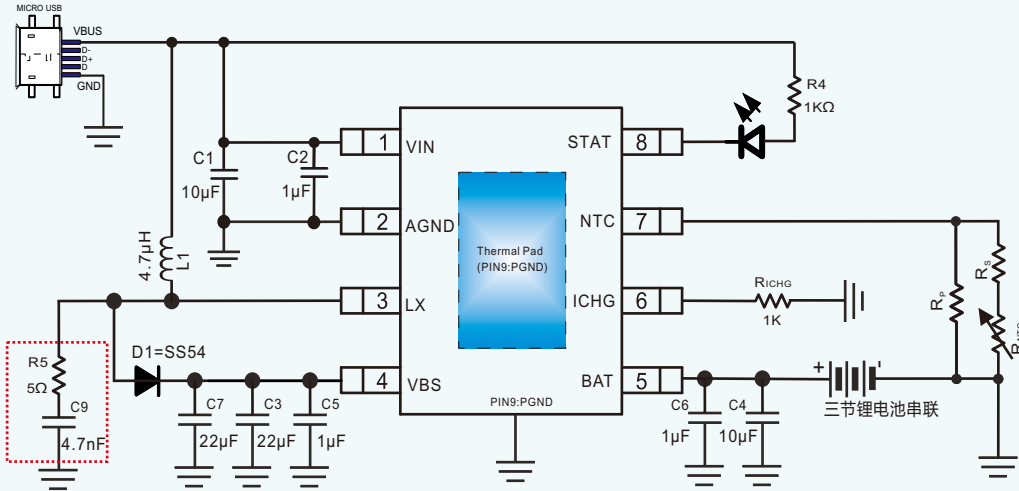 MICRO USB
VBUS
D-
D+
D
GND
J1
R4
1KΩ
C1
10μF
C2
1μF
1
VIN
2
AGND
3
LX
4
VBS
8
STAT
7
NTC
6
ICHG
5
BAT
Thermal Pad
(PIN9:PGND)
PIN9:PGND
4.7μH
L1
R5
5Ω
C9
4.7nF
D1=SS54
C7
22μF
C3
22μF
C5
1μF
RICHG
1K
RP
RS
RNTC
C6
1μF
C4
10μF
+
-
三节锂电池串联